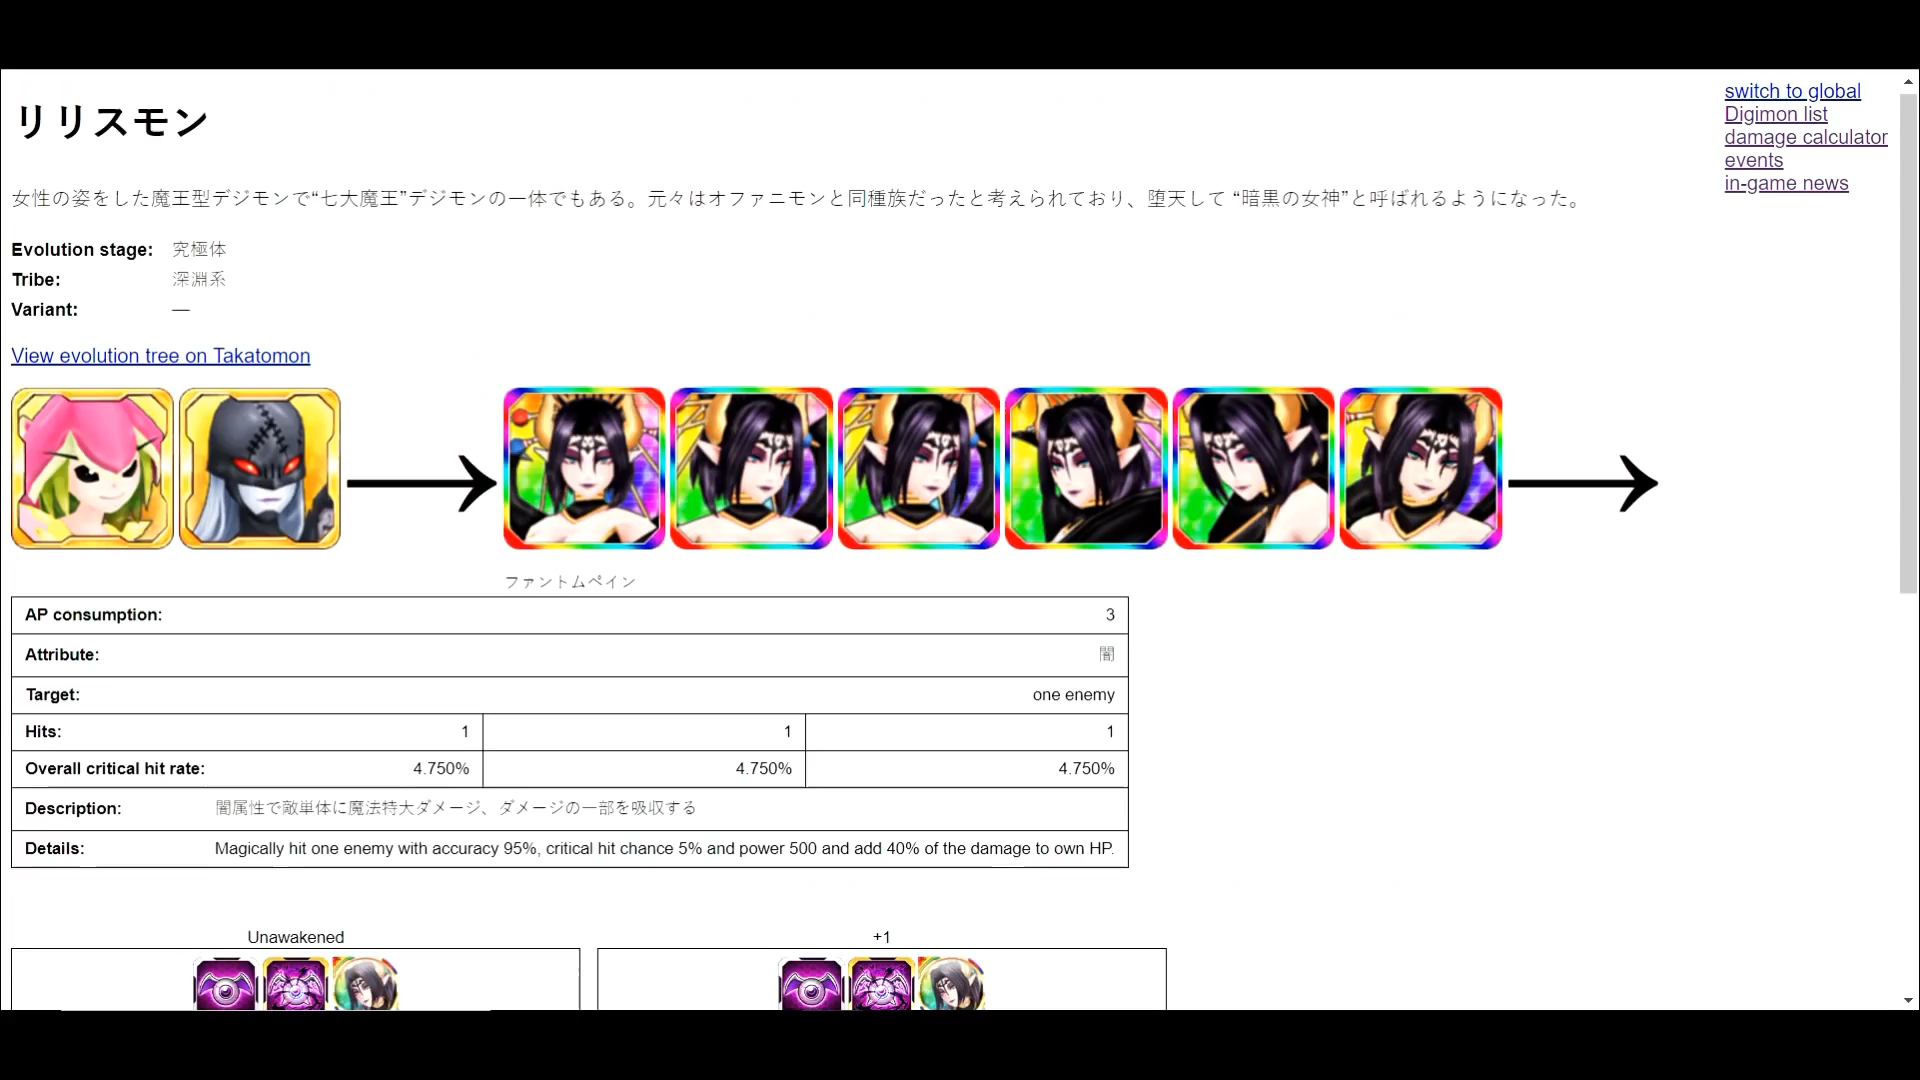 リリスモン
switch to global
Digimon list
damage calculator
events
in-game news
女性の姿をした魔王型デジモンで“七大魔王”デジモンの一体でもある。元々はオファニモンと同種族だったと考えられており、堕天して “暗黒の女神”と呼ばれるようになった。
Evolution stage: 究極体
Tribe: 深淵系
Variant: —
View evolution tree on Takatomon
ファントムペイン
AP consumption: 3
Attribute: 闇
Target: one enemy
Hits: 1 1 1
Overall critical hit rate: 4.750% 4.750% 4.750%
Description: 闇属性で敵単体に魔法特大ダメージ、ダメージの一部を吸収する
Details: Magically hit one enemy with accuracy 95%, critical hit chance 5% and power 500 and add 40% of the damage to own HP.
Unawakened +1